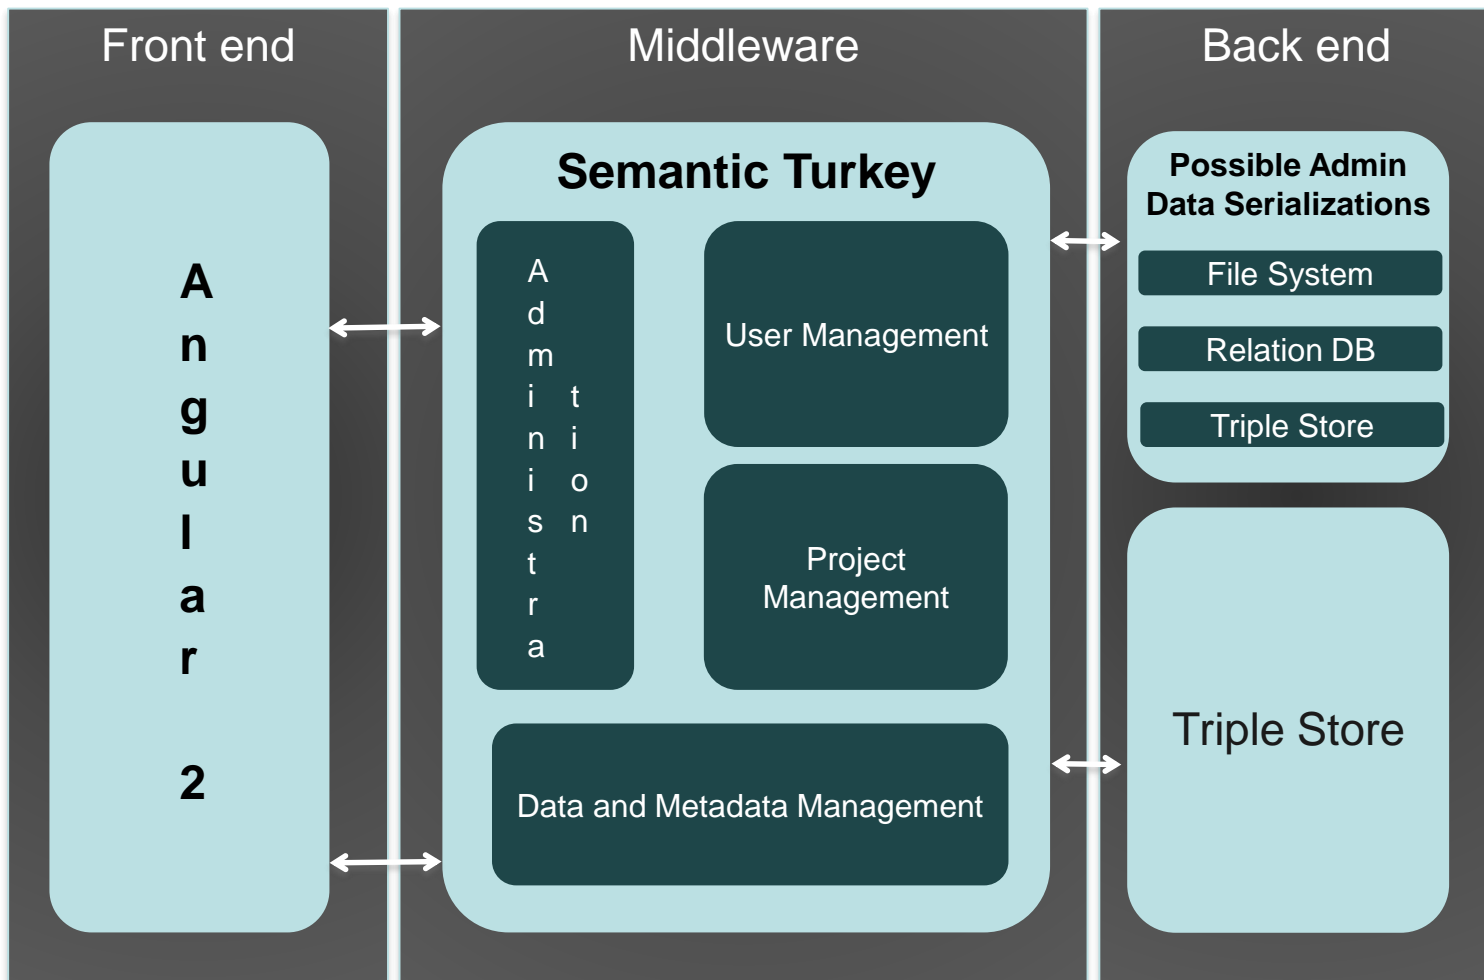 Front end
Middleware
Back end
Angular 2
Semantic Turkey
Administration
User Management
Project
Management
Data and Metadata Management
Possible Admin
Data Serializations
File System
Relation DB
Triple Store
Triple Store